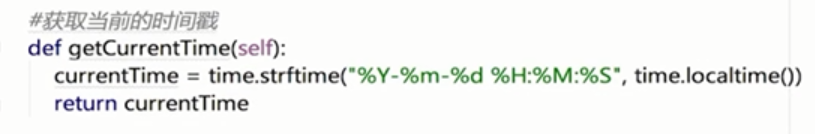 #获取当前的时间戳
def getCurrentTime(self):
    currentTime = time.strftime("%Y-%m-%d %H:%M:%S", time.localtime())
    return currentTime